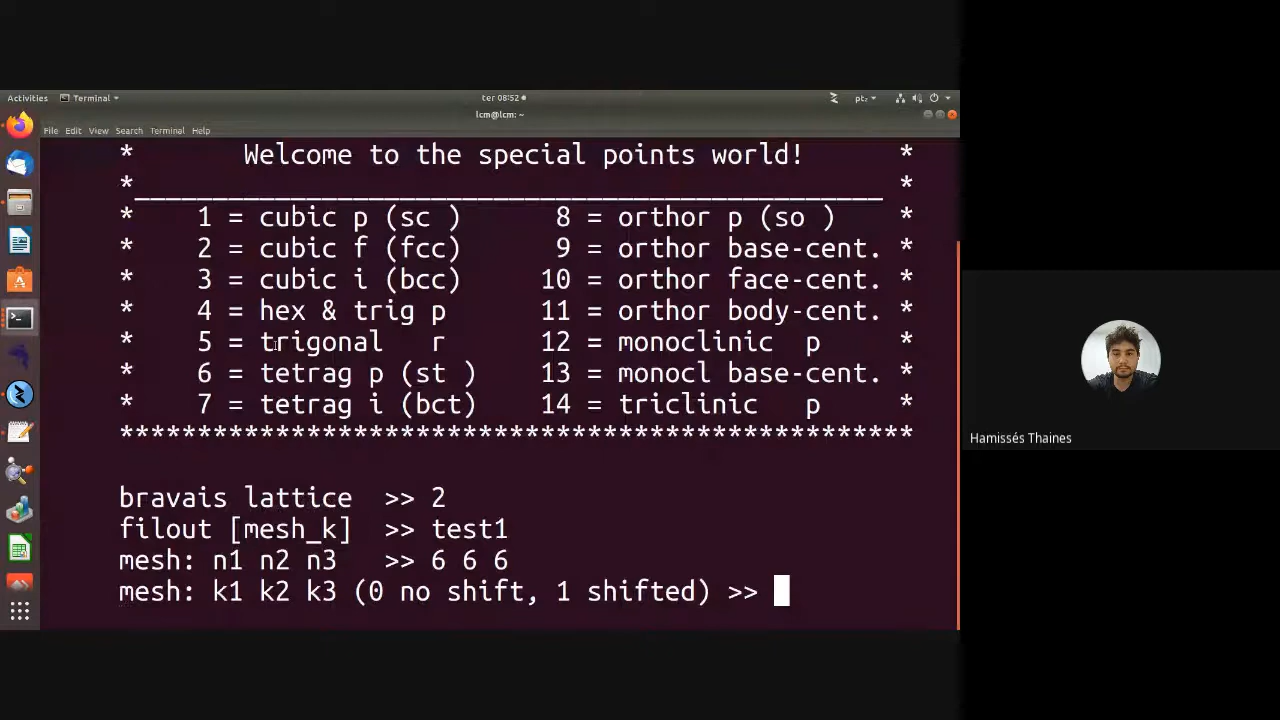 Activities Terminal ter 08:52 pt₂
lcm@lcm: ~
File Edit View Search Terminal Help
* Welcome to the special points world! *
*________________________________________________*
* 1 = cubic p (sc ) 8 = orthor p (so ) *
* 2 = cubic f (fcc) 9 = orthor base-cent. *
* 3 = cubic i (bcc) 10 = orthor face-cent. *
* 4 = hex & trig p 11 = orthor body-cent. *
* 5 = trigonal r 12 = monoclinic p *
* 6 = tetrag p (st ) 13 = monocl base-cent. *
* 7 = tetrag i (bct) 14 = triclinic p *
***************************************************
bravais lattice >> 2
filout [mesh_k] >> test1
mesh: n1 n2 n3 >> 6 6 6
mesh: k1 k2 k3 (0 no shift, 1 shifted) >>
Hamissés Thaines